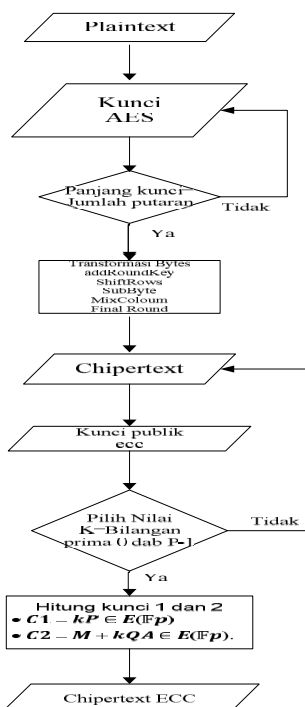 Plaintext
Kunci
AES
Panjang kunci=
Jumlah putaran
Tidak
Ya
Transformasi Bytes
addRoundKey
ShiftRows
SubByte
MixColoum
Final Round
Chipertext
Kunci publik
ecc
Pilih Nilai
K=Bilangan
prima () dab P-1
Tidak
Ya
Hitung kunci 1 dan 2
• C1 = kP ∈ E(𝔽p)
• C2 = M + kQA ∈ E(𝔽p).
Chipertext ECC